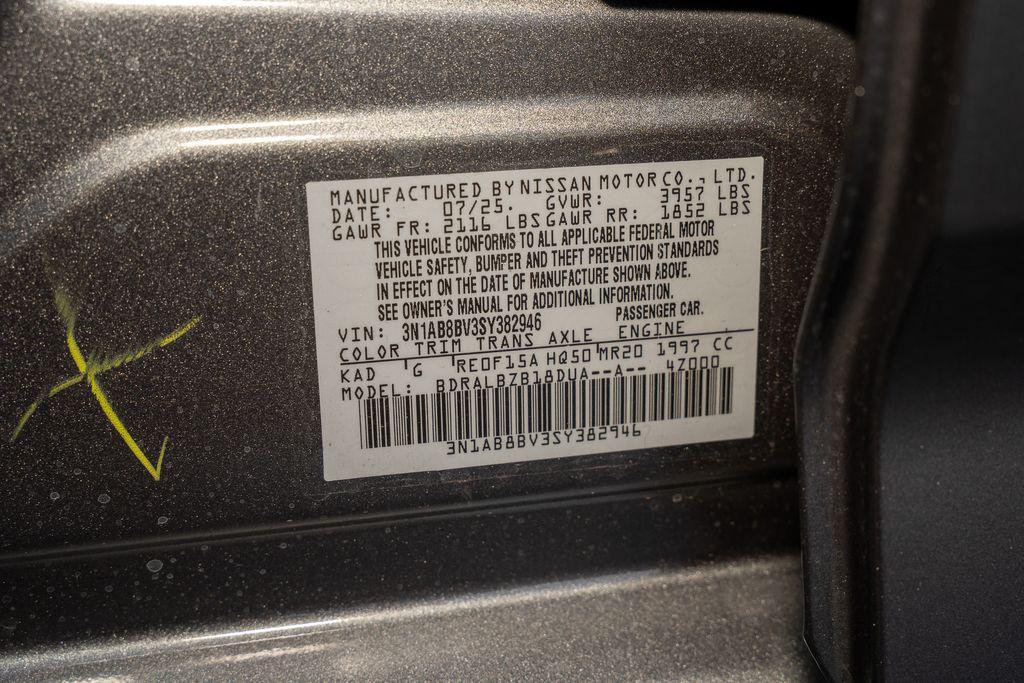 MANUFACTURED BY NISSAN MOTOR CO., LTD.
DATE: 07/25. GVWR: 3957 LBS
GAWR FR: 2116 LBS GAWR RR: 1852 LBS
THIS VEHICLE CONFORMS TO ALL APPLICABLE FEDERAL MOTOR
VEHICLE SAFETY, BUMPER AND THEFT PREVENTION STANDARDS
IN EFFECT ON THE DATE OF MANUFACTURE SHOWN ABOVE.
SEE OWNER'S MANUAL FOR ADDITIONAL INFORMATION.
VIN: 3N1AB8BV3SY382946 PASSENGER CAR.
COLOR TRIM TRANS AXLE ENGINE
KAD G RE0F15A HQ50 MR20 1997 CC
MODEL: BDRALBZB18DUA--A-- 4Z000
3N1AB8BV3SY382946